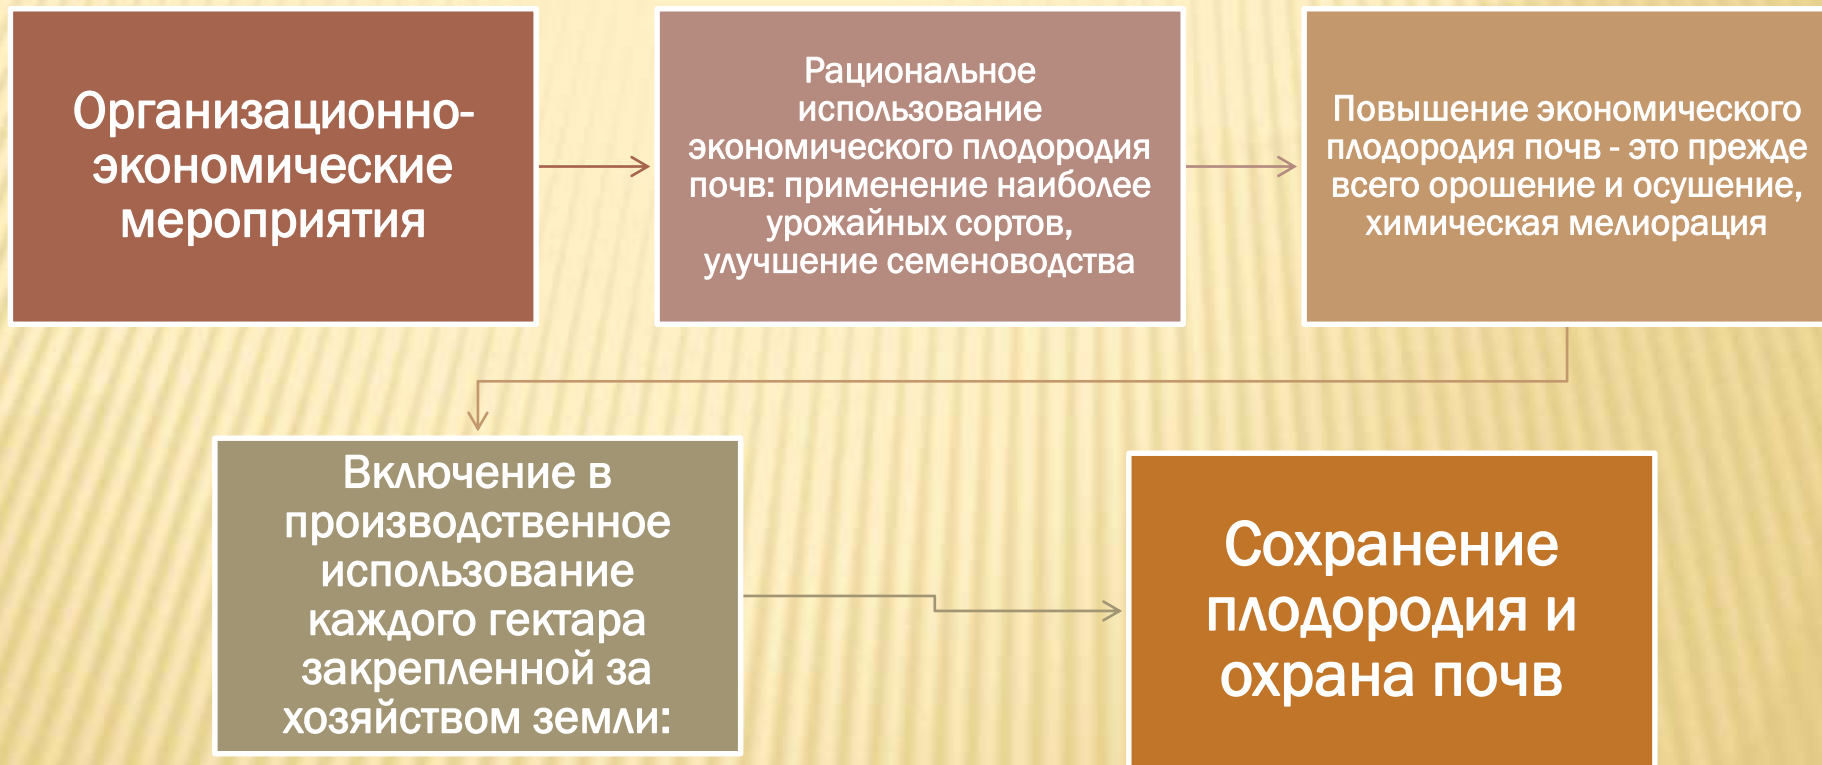 Организационно-
экономические
мероприятия
Рациональное
использование
экономического плодородия
почв: применение наиболее
урожайных сортов,
улучшение семеноводства
Повышение экономического
плодородия почв - это прежде
всего орошение и осушение,
химическая мелиорация
Включение в
производственное
использование
каждого гектара
закрепленной за
хозяйством земли:
Сохранение
плодородия и
охрана почв